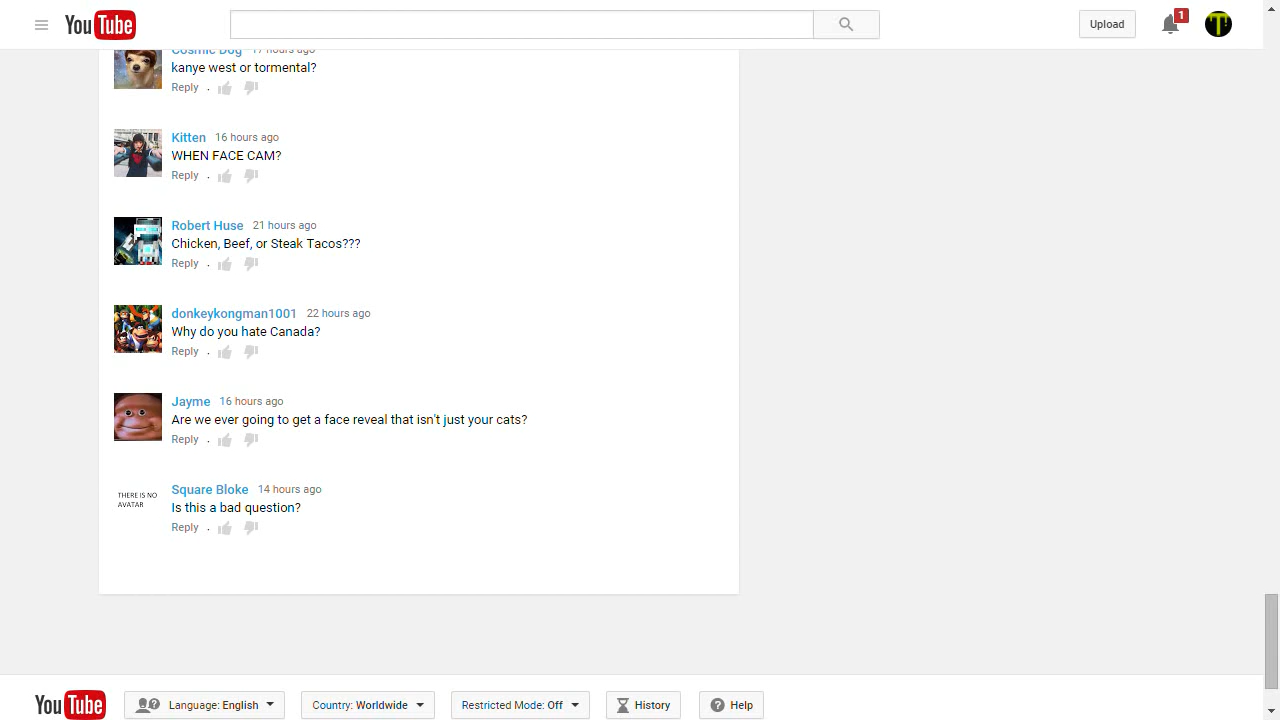 YouTube
Upload
1
Cosmic Dog 17 hours ago
kanye west or tormental?
Reply .
Kitten 16 hours ago
WHEN FACE CAM?
Reply .
Robert Huse 21 hours ago
Chicken, Beef, or Steak Tacos???
Reply .
donkeykongman1001 22 hours ago
Why do you hate Canada?
Reply .
Jayme 16 hours ago
Are we ever going to get a face reveal that isn't just your cats?
Reply .
THERE IS NO
AVATAR
Square Bloke 14 hours ago
Is this a bad question?
Reply .
YouTube
Language: English
Country: Worldwide
Restricted Mode: Off
History
Help